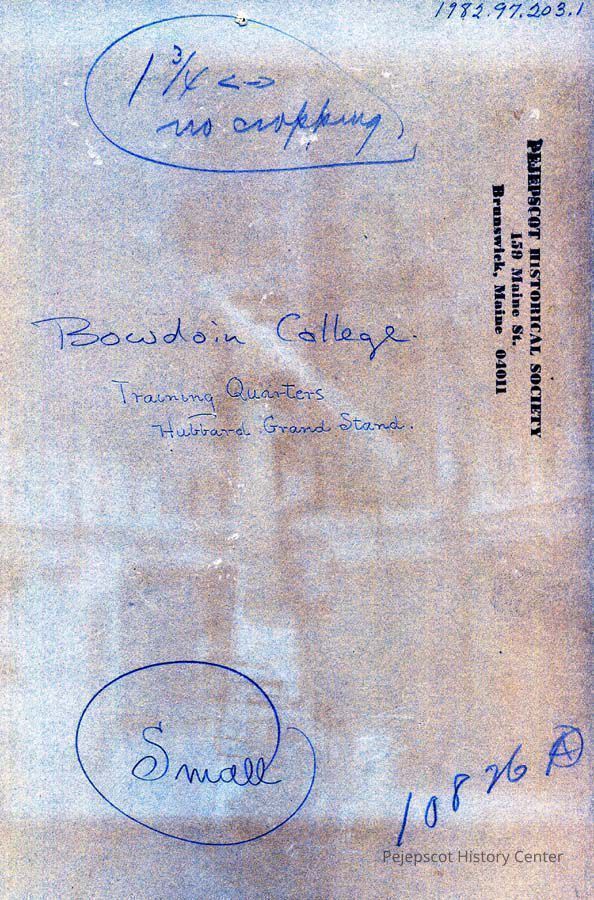 1982.97.203.1
1 3/4 <->
no cropping
PEJEPSCOT HISTORICAL SOCIETY
159 Maine St.
Brunswick, Maine 04011
Bowdoin College.
Training Quarters
Hubbard Grand Stand.
Small
10826 A
Pejepscot History Center